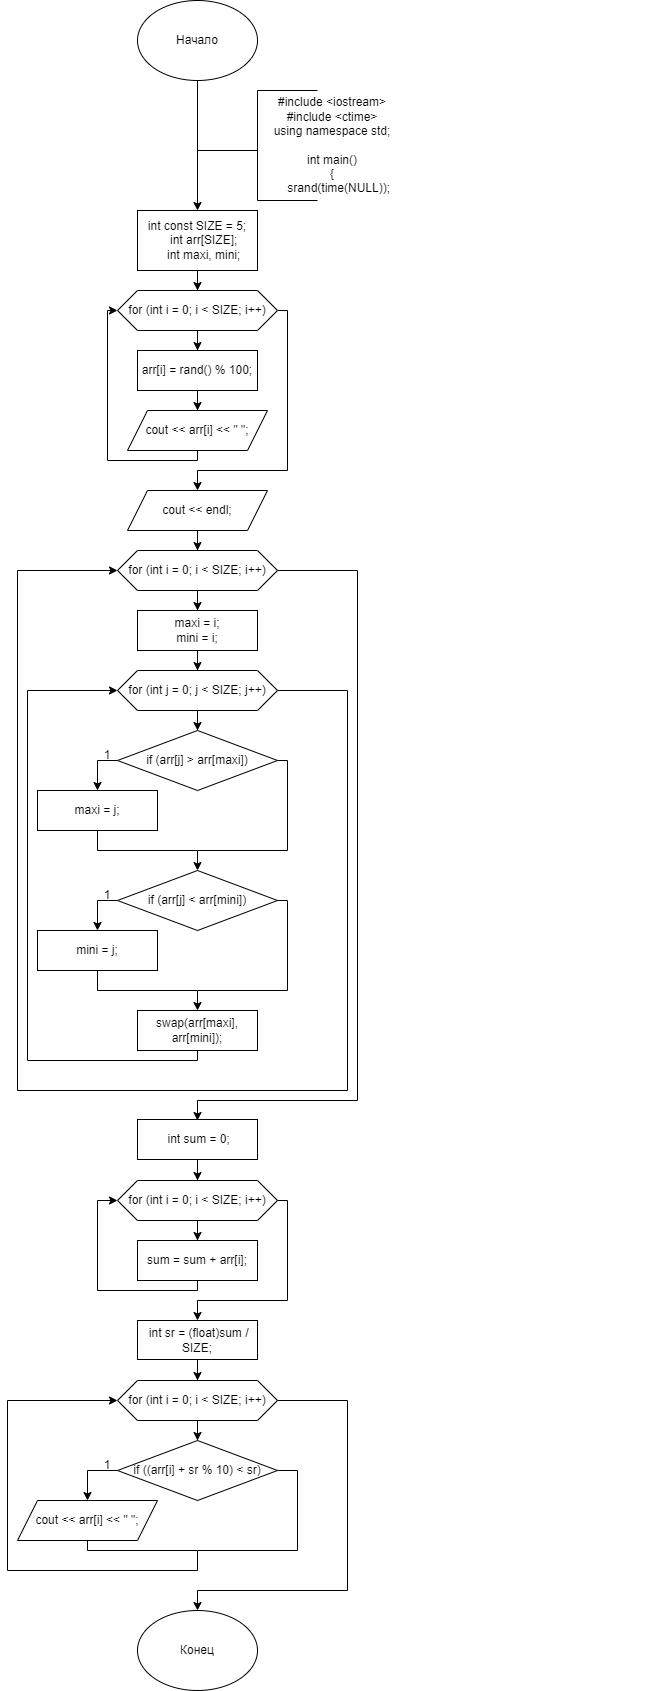 Начало
#include <iostream>
#include <ctime>
using namespace std;
int main()
{
srand(time(NULL));
int const SIZE = 5;
int arr[SIZE];
int maxi, mini;
for (int i = 0; i < SIZE; i++)
arr[i] = rand() % 100;
cout << arr[i] << " ";
cout << endl;
for (int i = 0; i < SIZE; i++)
maxi = i;
mini = i;
for (int j = 0; j < SIZE; j++)
1
if (arr[j] > arr[maxi])
maxi = j;
1
if (arr[j] < arr[mini])
mini = j;
swap(arr[maxi],
arr[mini]);
int sum = 0;
for (int i = 0; i < SIZE; i++)
sum = sum + arr[i];
int sr = (float)sum /
SIZE;
for (int i = 0; i < SIZE; i++)
1
if ((arr[i] + sr % 10) < sr)
cout << arr[i] << " ";
Конец